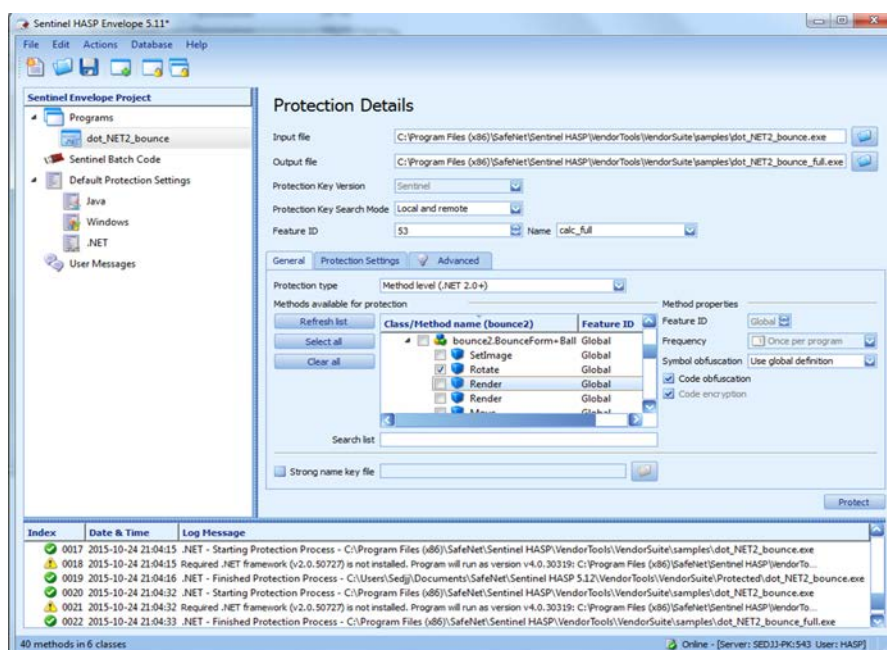 Sentinel HASP Envelope 5.11*
File Edit Actions Database Help
Sentinel Envelope Project
Programs
dot_NET2_bounce
Sentinel Batch Code
Default Protection Settings
Java
Windows
.NET
User Messages
Protection Details
Input file C:\Program Files (x86)\SafeNet\Sentinel HASP\VendorTools\VendorSuite\samples\dot_NET2_bounce.exe
Output file C:\Program Files (x86)\SafeNet\Sentinel HASP\VendorTools\VendorSuite\samples\dot_NET2_bounce_full.exe
Protection Key Version Sentinel
Protection Key Search Mode Local and remote
Feature ID 53 Name calc_full
General Protection Settings Advanced
Protection type Method level (.NET 2.0+)
Methods available for protection
Refresh list
Select all
Clear all
Class/Method name (bounce2) Feature ID
bounce2.BounceForm+Ball Global
SetImage Global
Rotate Global
Render Global
Render Global
Move Global
Search list
Method properties
Feature ID Global
Frequency Once per program
Symbol obfuscation Use global definition
Code obfuscation
Code encryption
Strong name key file
Protect
Index Date & Time Log Message
0017 2015-10-24 21:04:15 .NET - Starting Protection Process - C:\Program Files (x86)\SafeNet\Sentinel HASP\VendorTools\VendorSuite\samples\dot_NET2_bounce.exe
0018 2015-10-24 21:04:15 Required .NET framework (v2.0.50727) is not installed. Program will run as version v4.0.30319: C:\Program Files (x86)\SafeNet\Sentinel HASP\VendorTo...
0019 2015-10-24 21:04:16 .NET - Finished Protection Process - C:\Users\Sedjj\Documents\SafeNet\Sentinel HASP 5.12\VendorTools\VendorSuite\Protected\dot_NET2_bounce.exe
0020 2015-10-24 21:04:32 .NET - Starting Protection Process - C:\Program Files (x86)\SafeNet\Sentinel HASP\VendorTools\VendorSuite\samples\dot_NET2_bounce.exe
0021 2015-10-24 21:04:32 Required .NET framework (v2.0.50727) is not installed. Program will run as version v4.0.30319: C:\Program Files (x86)\SafeNet\Sentinel HASP\VendorTo...
0022 2015-10-24 21:04:33 .NET - Finished Protection Process - C:\Program Files (x86)\SafeNet\Sentinel HASP\VendorTools\VendorSuite\samples\dot_NET2_bounce_full.exe
40 methods in 6 classes
Online - [Server: SEDJJ-PK:543 User: HASP]